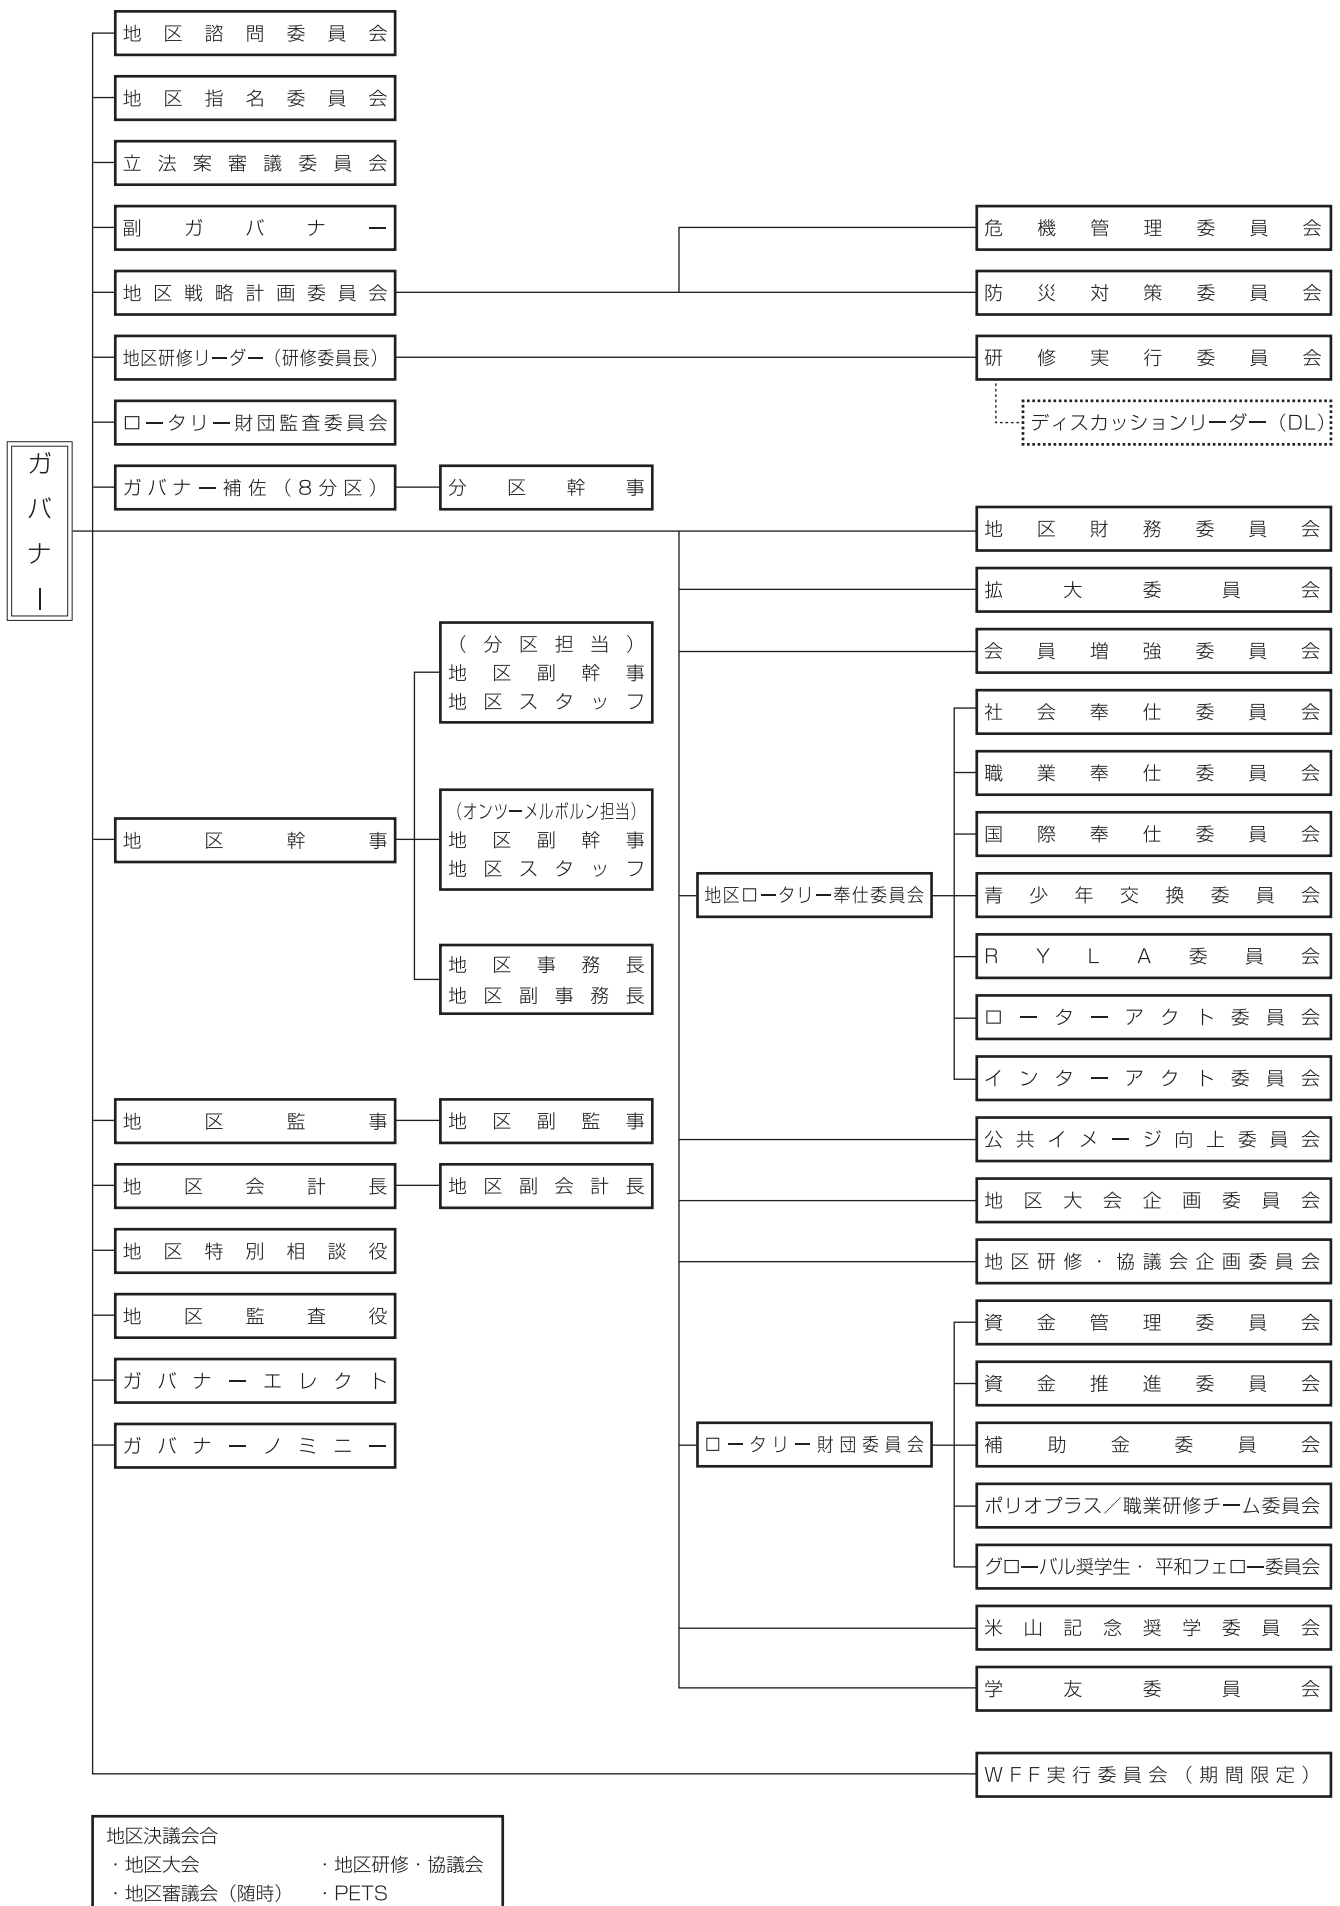 ガバナー
地区諮問委員会
地区指名委員会
立法案審議委員会
副ガバナー
地区戦略計画委員会
危機管理委員会
防災対策委員会
地区研修リーダー（研修委員長）
研修実行委員会
ディスカッションリーダー（DL）
ロータリー財団監査委員会
ガバナー補佐（8分区）
分区幹事
地区幹事
（分区担当）
地区副幹事
地区スタッフ
（オンツーメルボルン担当）
地区副幹事
地区スタッフ
地区事務長
地区副事務長
地区監事
地区副監事
地区会計長
地区副会計長
地区特別相談役
地区監査役
ガバナーエレクト
ガバナーノミニー
地区財務委員会
拡大委員会
会員増強委員会
地区ロータリー奉仕委員会
社会奉仕委員会
職業奉仕委員会
国際奉仕委員会
青少年交換委員会
RYLA委員会
ローターアクト委員会
インターアクト委員会
公共イメージ向上委員会
地区大会企画委員会
地区研修・協議会企画委員会
ロータリー財団委員会
資金管理委員会
資金推進委員会
補助金委員会
ポリオプラス／職業研修チーム委員会
グローバル奨学生・平和フェロー委員会
米山記念奨学委員会
学友委員会
WFF実行委員会（期間限定）
地区決議会合
・地区大会　・地区研修・協議会
・地区審議会（随時）　・PETS